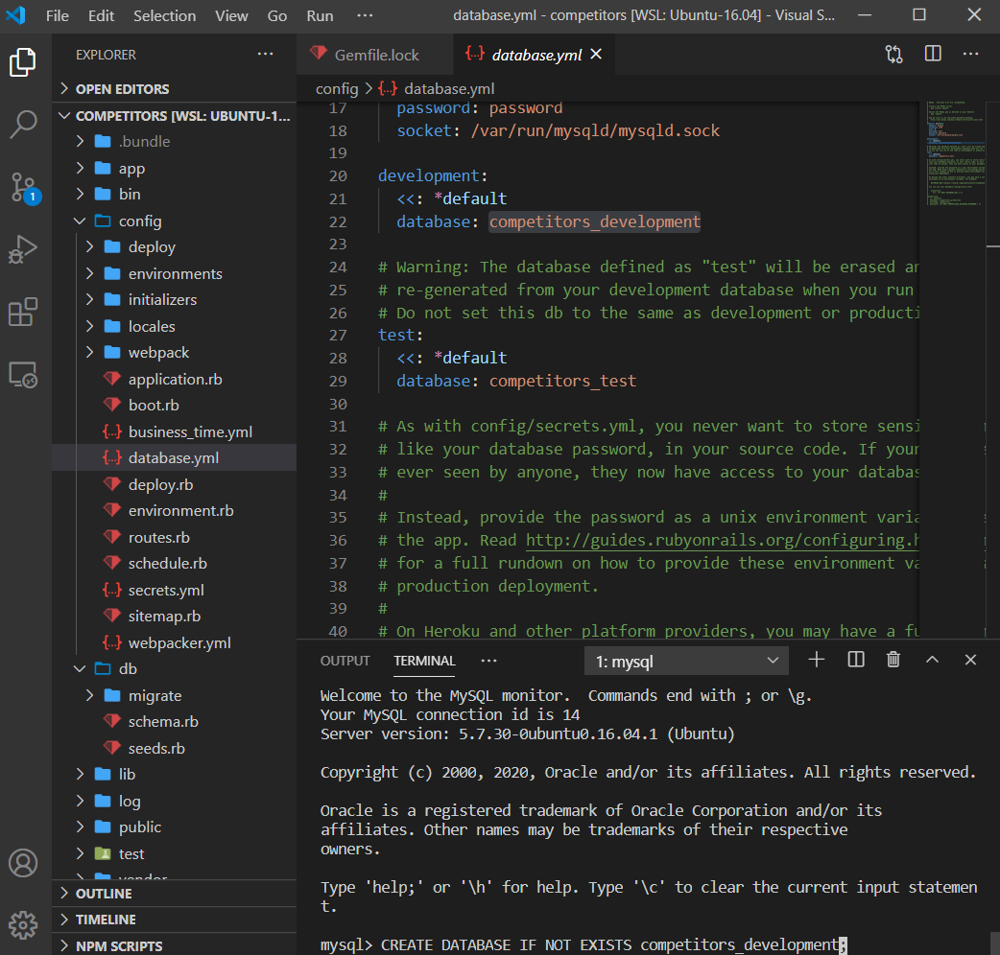 File Edit Selection View Go Run ··· database.yml - competitors [WSL: Ubuntu-16.04] - Visual S...
EXPLORER ···
OPEN EDITORS
COMPETITORS [WSL: UBUNTU-1...
.bundle
app
bin
config
deploy
environments
initializers
locales
webpack
application.rb
boot.rb
business_time.yml
database.yml
deploy.rb
environment.rb
routes.rb
schedule.rb
secrets.yml
sitemap.rb
webpacker.yml
db
migrate
schema.rb
seeds.rb
lib
log
public
test
vendor
OUTLINE
TIMELINE
NPM SCRIPTS
1
Gemfile.lock {..} database.yml
config > {..} database.yml
17 password: password
18 socket: /var/run/mysqld/mysqld.sock
19
20 development:
21 <<: *default
22 database: competitors_development
23
24 # Warning: The database defined as "test" will be erased an
25 # re-generated from your development database when you run
26 # Do not set this db to the same as development or producti
27 test:
28 <<: *default
29 database: competitors_test
30
31 # As with config/secrets.yml, you never want to store sensi
32 # like your database password, in your source code. If your
33 # ever seen by anyone, they now have access to your databas
34 #
35 # Instead, provide the password as a unix environment varia
36 # the app. Read http://guides.rubyonrails.org/configuring.h
37 # for a full rundown on how to provide these environment va
38 # production deployment.
39 #
40 # On Heroku and other platform providers, you may have a fu
OUTPUT TERMINAL ··· 1: mysql
Welcome to the MySQL monitor.  Commands end with ; or \g.
Your MySQL connection id is 14
Server version: 5.7.30-0ubuntu0.16.04.1 (Ubuntu)
Copyright (c) 2000, 2020, Oracle and/or its affiliates. All rights reserved.
Oracle is a registered trademark of Oracle Corporation and/or its
affiliates. Other names may be trademarks of their respective
owners.
Type 'help;' or '\h' for help. Type '\c' to clear the current input statemen
t.
mysql> CREATE DATABASE IF NOT EXISTS competitors_development;